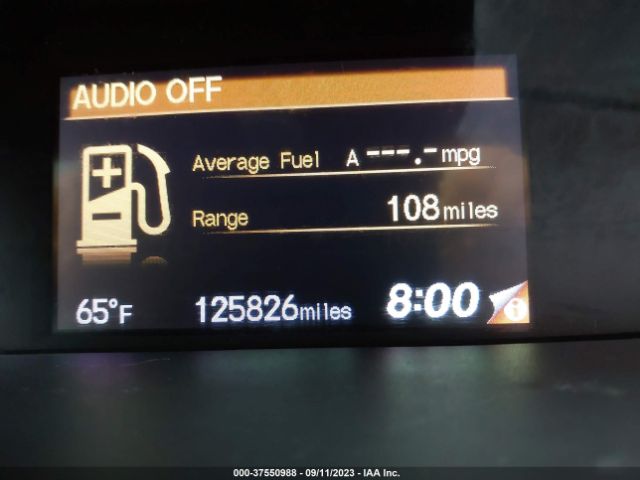 AUDIO OFF
Average Fuel A ---.- mpg
Range 108 miles
65°F 125826 miles 8:00 i
000-37550988 - 09/11/2023 - IAA Inc.